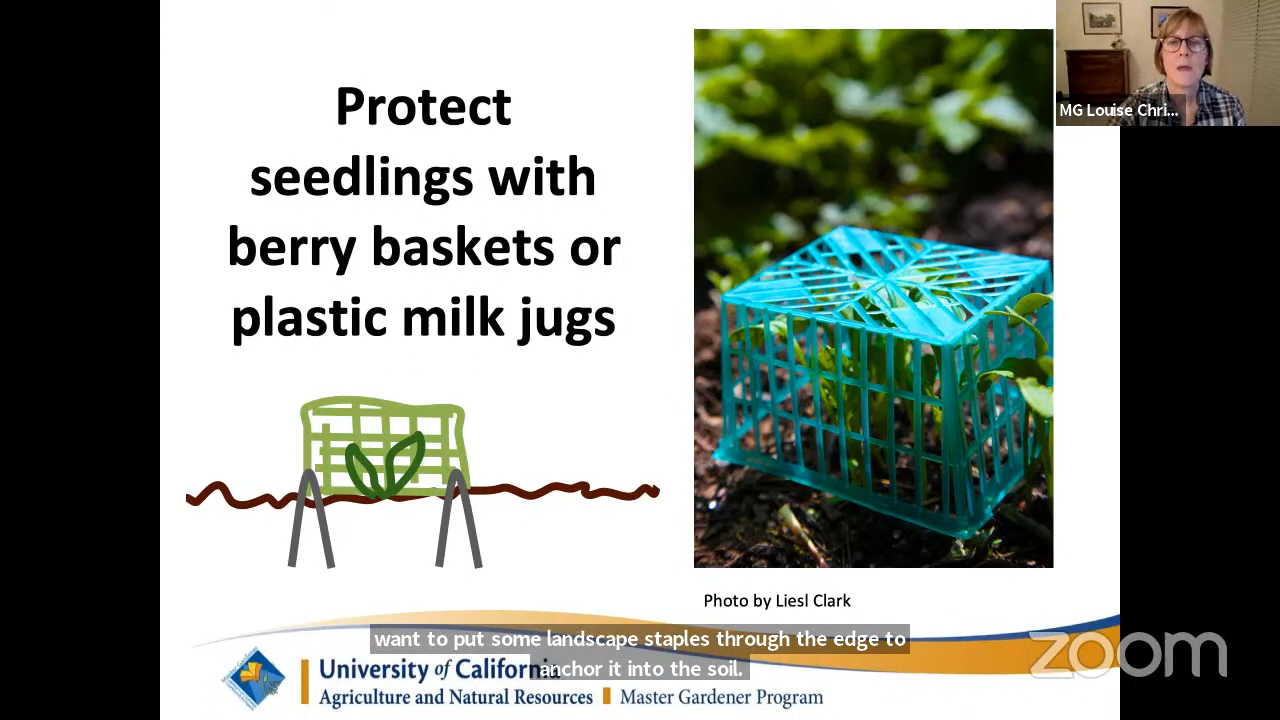 Protect
seedlings with
berry baskets or
plastic milk jugs
MG Louise Chri...
Photo by Liesl Clark
want to put some landscape staples through the edge to
anchor it into the soil.
University of California
Agriculture and Natural Resources
Master Gardener Program
zoom